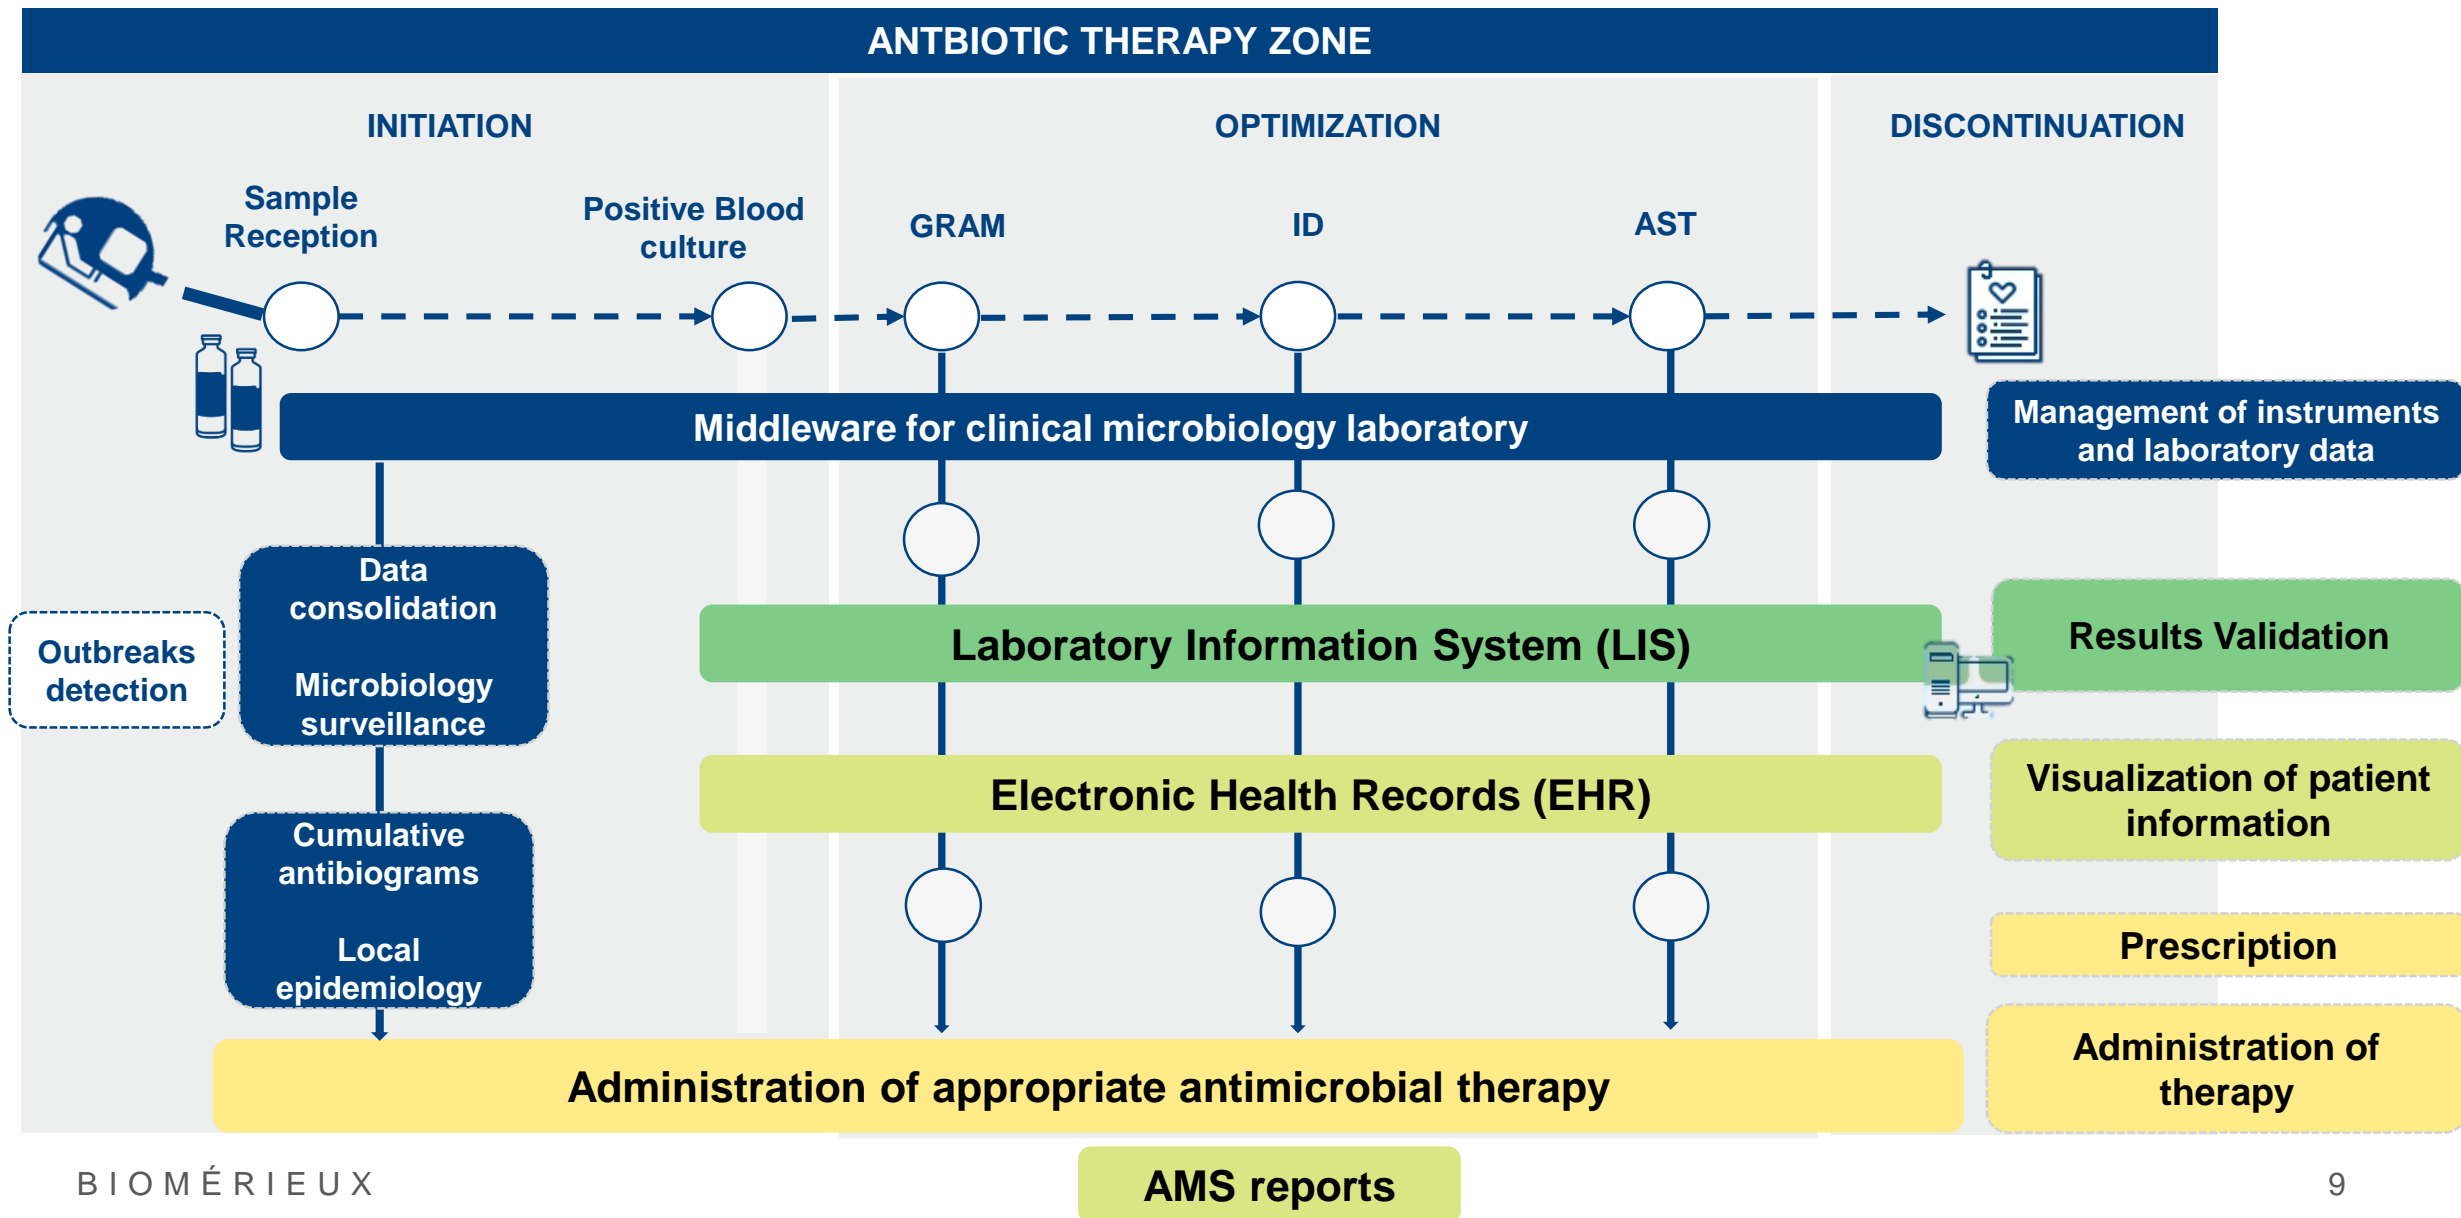 ANTBIOTIC THERAPY ZONE
INITIATION
OPTIMIZATION
DISCONTINUATION
Sample
Reception
Positive Blood
culture
GRAM
ID
AST
Middleware for clinical microbiology laboratory
Management of instruments
and laboratory data
Data
consolidation
Microbiology
surveillance
Outbreaks
detection
Laboratory Information System (LIS)
Results Validation
Electronic Health Records (EHR)
Visualization of patient
information
Cumulative
antibiograms
Local
epidemiology
Prescription
Administration of appropriate antimicrobial therapy
Administration of
therapy
BIOMÉRIEUX
AMS reports
9